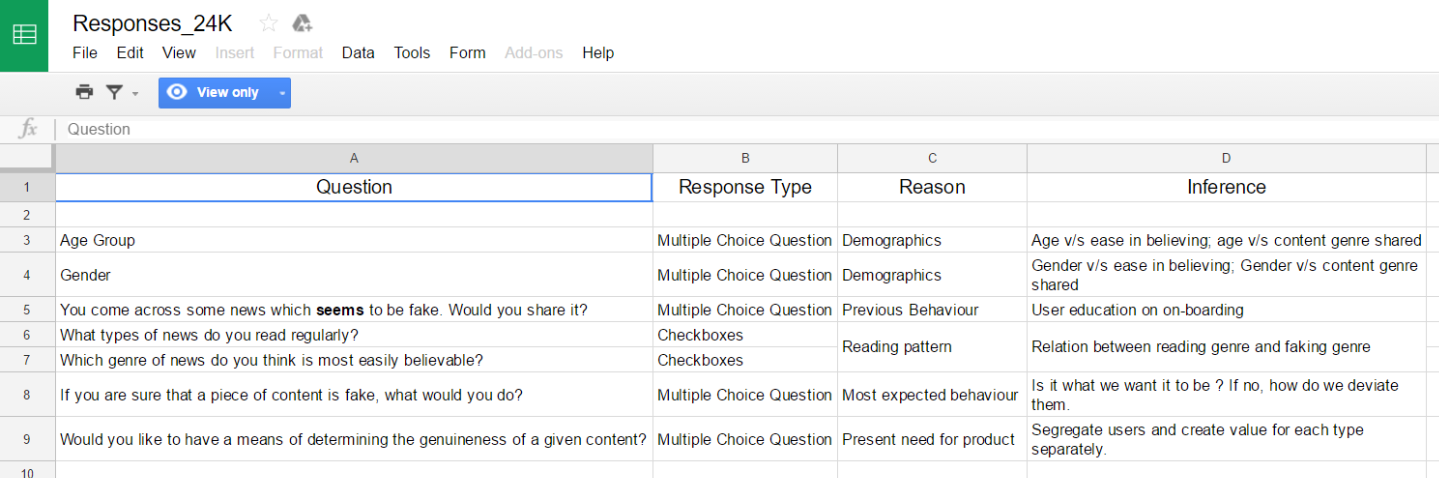 Responses_24K
File Edit View Insert Format Data Tools Form Add-ons Help
View only
fx Question
A B C D
1 Question Response Type Reason Inference
2
3 Age Group Multiple Choice Question Demographics Age v/s ease in believing; age v/s content genre shared
4 Gender Multiple Choice Question Demographics Gender v/s ease in believing; Gender v/s content genre
shared
5 You come across some news which seems to be fake. Would you share it? Multiple Choice Question Previous Behaviour User education on on-boarding
6 What types of news do you read regularly? Checkboxes
Reading pattern Relation between reading genre and faking genre
7 Which genre of news do you think is most easily believable? Checkboxes
8 If you are sure that a piece of content is fake, what would you do? Multiple Choice Question Most expected behaviour Is it what we want it to be ? If no, how do we deviate
them.
9 Would you like to have a means of determining the genuineness of a given content? Multiple Choice Question Present need for product Segregate users and create value for each type
separately.
10